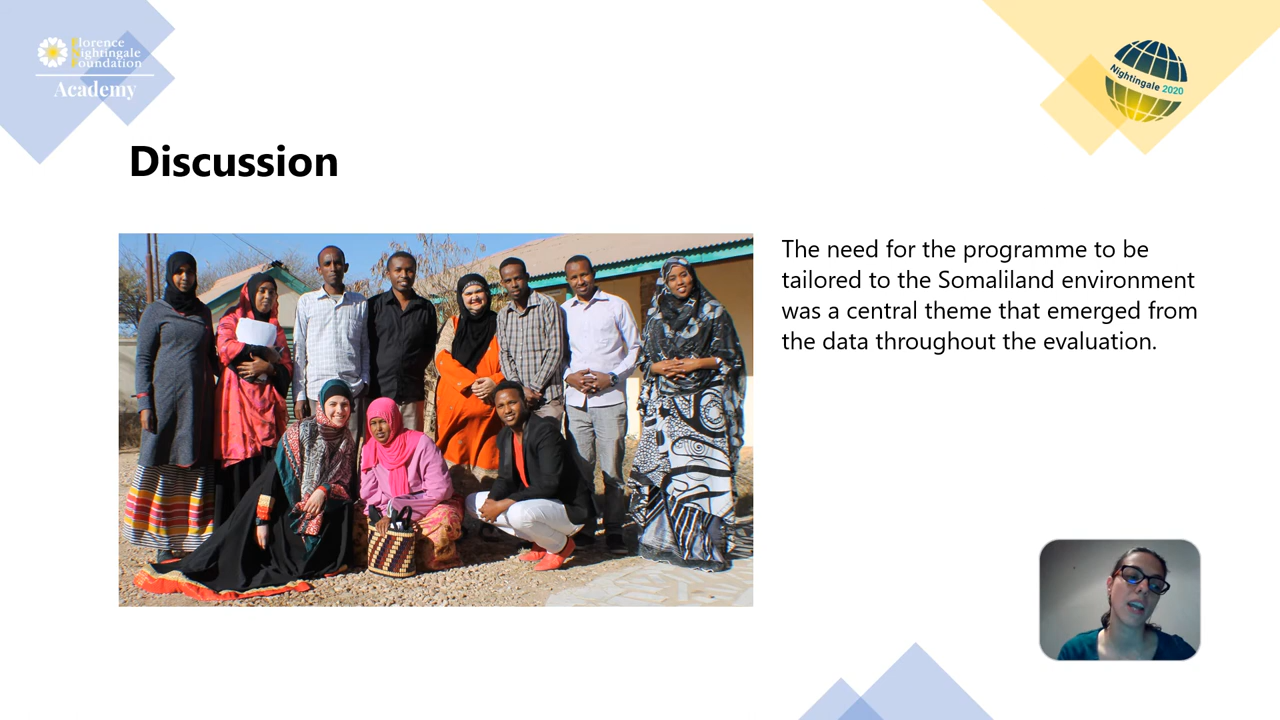 Florence
Nightingale
Foundation
Academy
Nightingale 2020
Discussion
The need for the programme to be
tailored to the Somaliland environment
was a central theme that emerged from
the data throughout the evaluation.